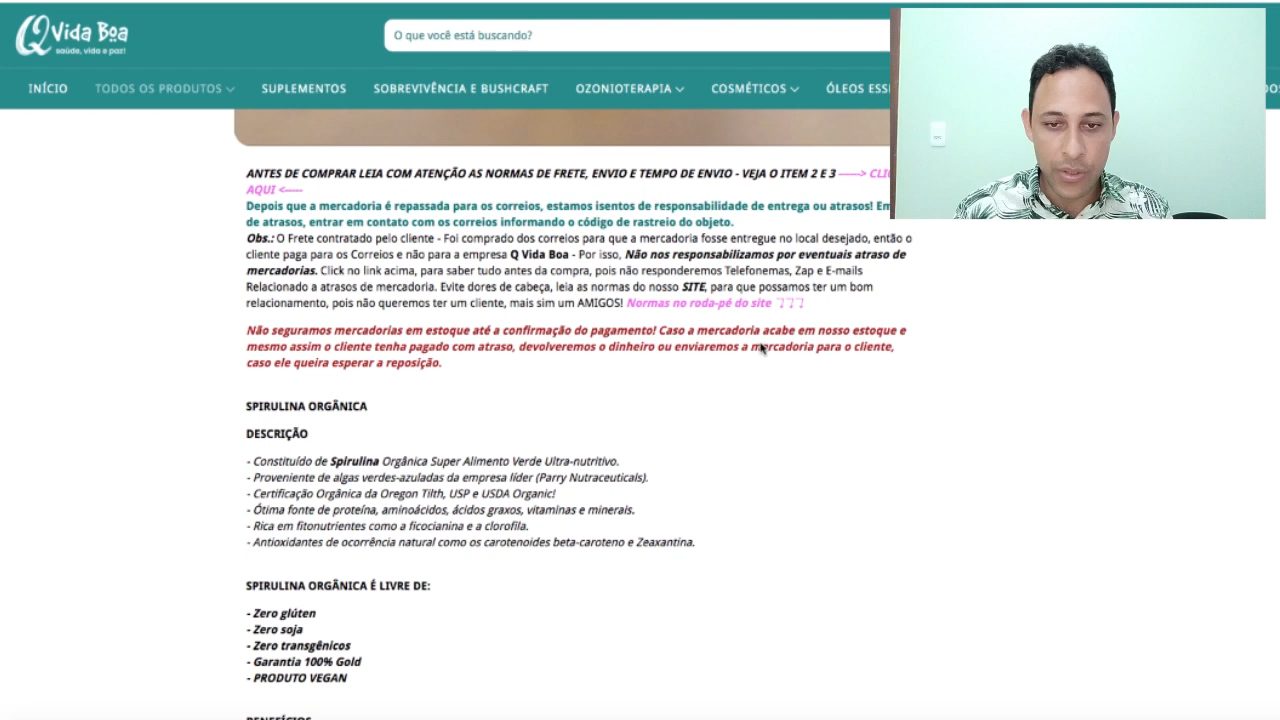 Q Vida Boa
saúde, vida e paz!
O que você está buscando?
INÍCIO TODOS OS PRODUTOS SUPLEMENTOS SOBREVIVÊNCIA E BUSHCRAFT OZONIOTERAPIA COSMÉTICOS ÓLEOS
ANTES DE COMPRAR LEIA COM ATENÇÃO AS NORMAS DE FRETE, ENVIO E TEMPO DE ENVIO - VEJA O ITEM 2 E 3 -----> 
AQUI <-----
Depois que a mercadoria é repassada para os correios, estamos isentos de responsabilidade de entrega ou atrasos! Em
de atrasos, entrar em contato com os correios informando o código de rastreio do objeto.
Obs.: O Frete contratado pelo cliente - Foi comprado dos correios para que a mercadoria fosse entregue no local desejado, então o
cliente paga para os Correios e não para a empresa Q Vida Boa - Por isso, Não nos responsabilizamos por eventuais atraso de
mercadorias. Click no link acima, para saber tudo antes da compra, pois não responderemos Telefonemas, Zap e E-mails
Relacionado a atrasos de mercadoria. Evite dores de cabeça, leia as normas do nosso SITE, para que possamos ter um bom
relacionamento, pois não queremos ter um cliente, mais sim um AMIGOS! Normas no roda-pé do site
Não seguramos mercadorias em estoque até a confirmação do pagamento! Caso a mercadoria acabe em nosso estoque e
mesmo assim o cliente tenha pagado com atraso, devolveremos o dinheiro ou enviaremos a mercadoria para o cliente,
caso ele queira esperar a reposição.
SPIRULINA ORGÃNICA
DESCRIÇÃO
- Constituído de Spirulina Orgânica Super Alimento Verde Ultra-nutritivo.
- Proveniente de algas verdes-azuladas da empresa líder (Parry Nutraceuticals).
- Certificação Orgânica da Oregon Tilth, USP e USDA Organic!
- Ótima fonte de proteína, aminoácidos, ácidos graxos, vitaminas e minerais.
- Rica em fitonutrientes como a ficocianina e a clorofila.
- Antioxidantes de ocorrência natural como os carotenoides beta-caroteno e Zeaxantina.
SPIRULINA ORGÃNICA É LIVRE DE:
- Zero glúten
- Zero soja
- Zero transgênicos
- Garantia 100% Gold
- PRODUTO VEGAN